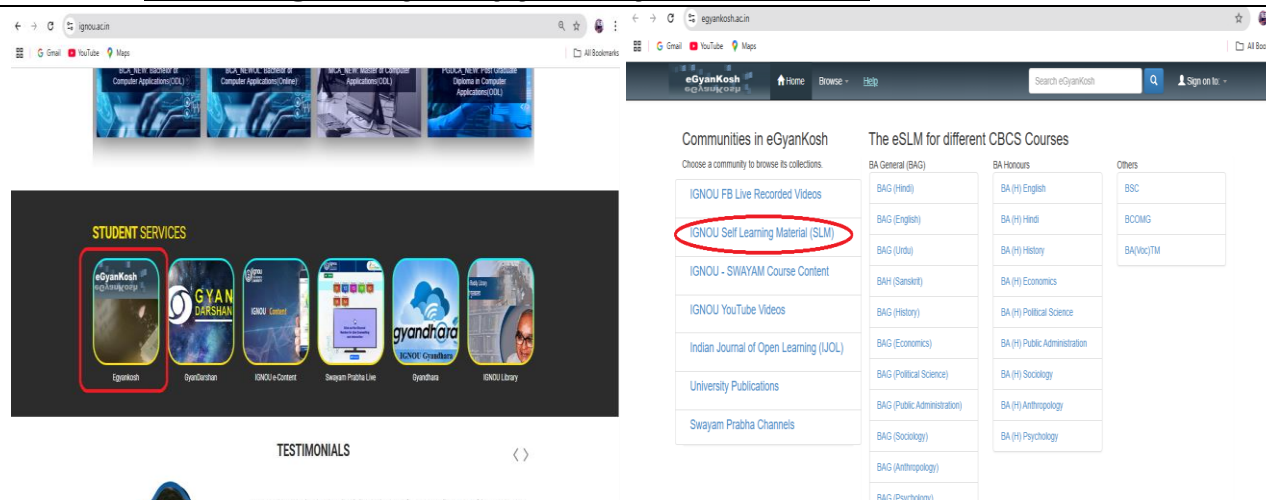 ignou.ac.in
Gmail YouTube Maps
All Bookmarks
BCA_NEW: Bachelor of
Computer Applications(ODL)
BCA_NEWOL: Bachelor of
Computer Applications(Online)
MCA_NEW: Master of Computer
Applications(ODL)
PGDCA_NEW: Post Graduate
Diploma in Computer
Applications(ODL)
STUDENT SERVICES
eGyanKosh
GYAN
DARSHAN
IGNOU Content
gyandhara
IGNOU Gyandhara
Egyankosh
GyanDarshan
IGNOU e-Content
Swayam Prabha Live
Gyandhara
IGNOU Library
TESTIMONIALS
egyankosh.ac.in
Gmail YouTube Maps
All Boo
eGyanKosh
Home Browse Help
Search eGyanKosh
Sign on to:
Communities in eGyanKosh
Choose a community to browse its collections.
IGNOU FB Live Recorded Videos
IGNOU Self Learning Material (SLM)
IGNOU - SWAYAM Course Content
IGNOU YouTube Videos
Indian Journal of Open Learning (IJOL)
University Publications
Swayam Prabha Channels
The eSLM for different CBCS Courses
BA General (BAG)
BAG (Hindi)
BAG (English)
BAG (Urdu)
BAH (Sanskrit)
BAG (History)
BAG (Economics)
BAG (Political Science)
BAG (Public Administration)
BAG (Sociology)
BAG (Anthropology)
BAG (Psychology)
BA Honours
BA (H) English
BA (H) Hindi
BA (H) History
BA (H) Economics
BA (H) Political Science
BA (H) Public Administration
BA (H) Sociology
BA (H) Anthropology
BA (H) Psychology
Others
BSC
BCOMG
BA(Voc)TM